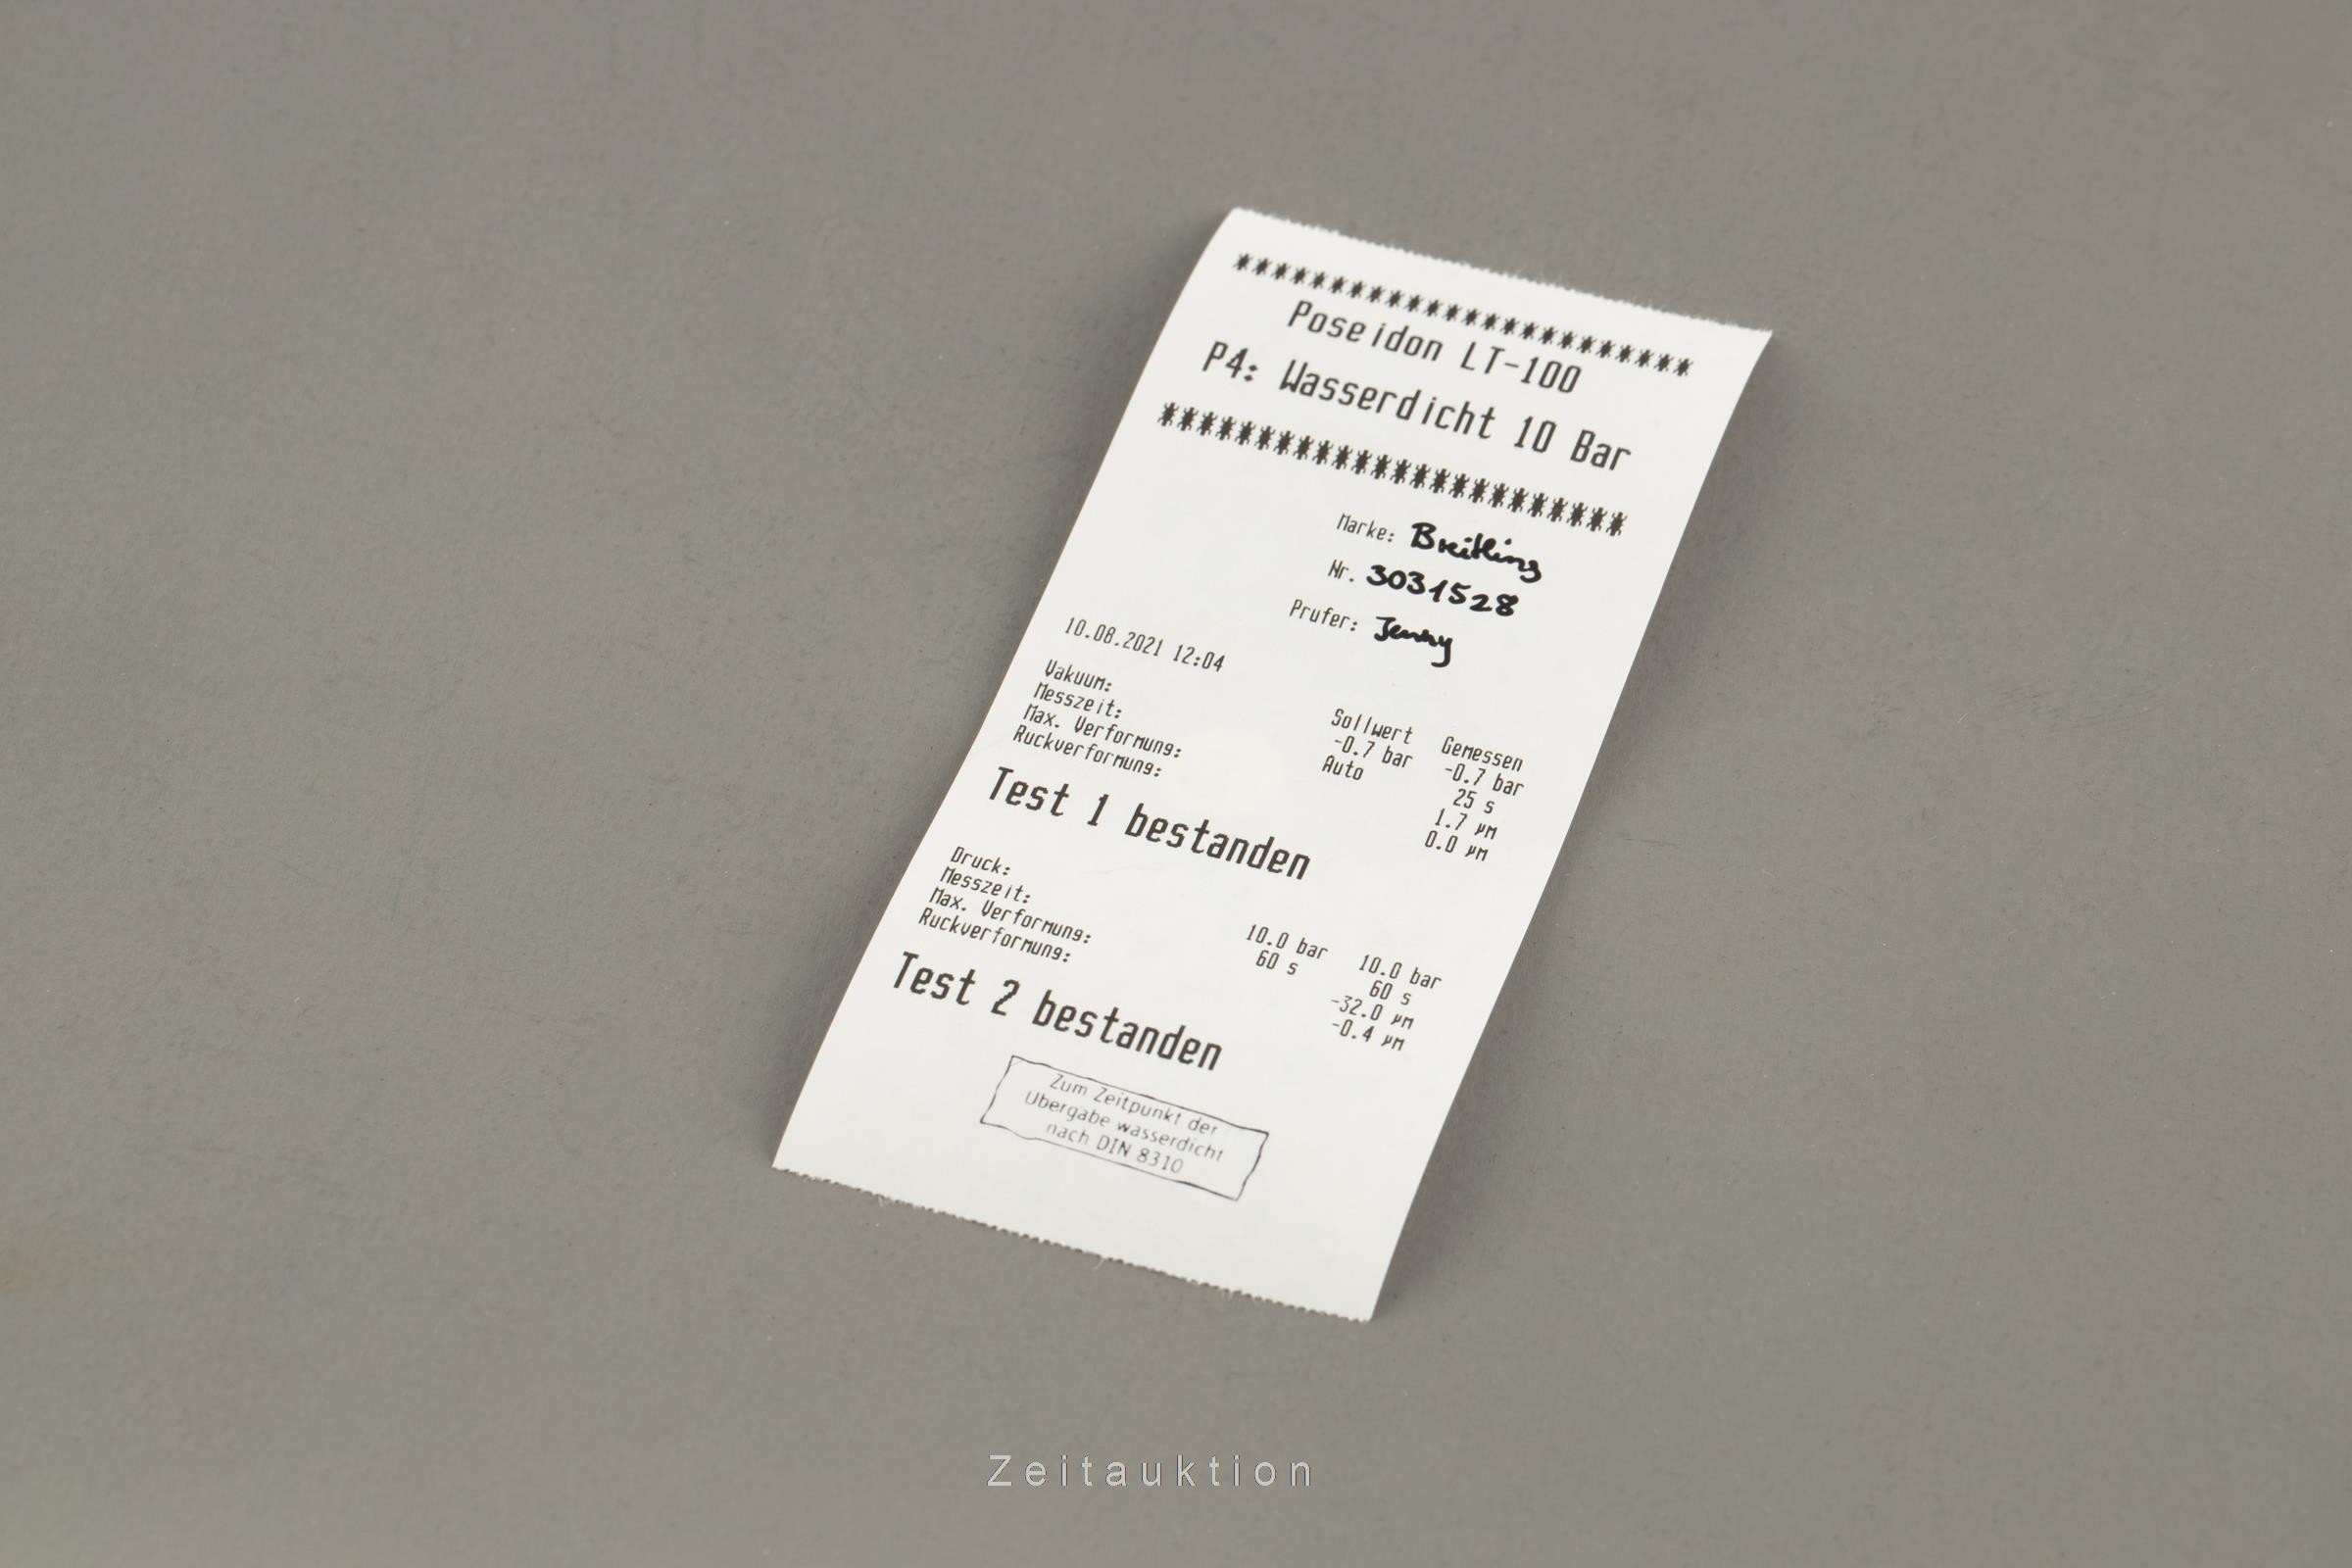 ************************
Poseidon LT-100
P4: Wasserdicht 10 Bar
************************
Marke: Breitling
Nr. 3031528
Prufer: Jenny
10.08.2021 12:04
Sollwert Gemessen
Vakuum: -0.7 bar -0.7 bar
Messzeit: Auto 25 s
Max. Verformung: 1.7 µm
Ruckverformung: 0.0 µm
Test 1 bestanden
Druck: 10.0 bar 10.0 bar
Messzeit: 60 s 60 s
Max. Verformung: -32.0 µm
Ruckverformung: -0.4 µm
Test 2 bestanden
Zum Zeitpunkt der
Übergabe wasserdicht
nach DIN 8310
Zeitauktion